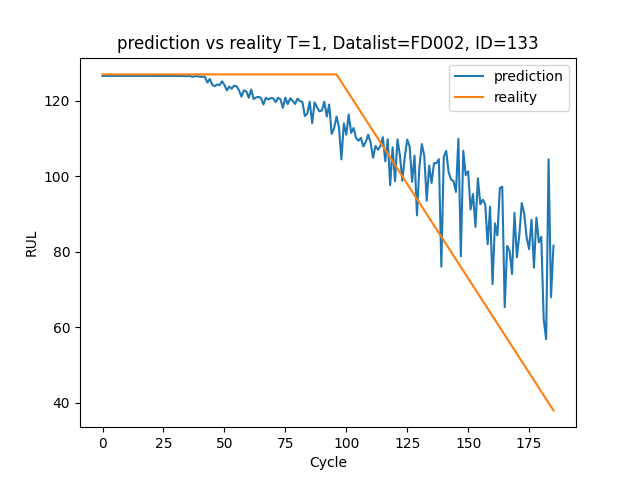 prediction vs reality T=1, Datalist=FD002, ID=133
prediction
reality
120
100
80
60
40
RUL
0
25
50
75
100
125
150
175
Cycle